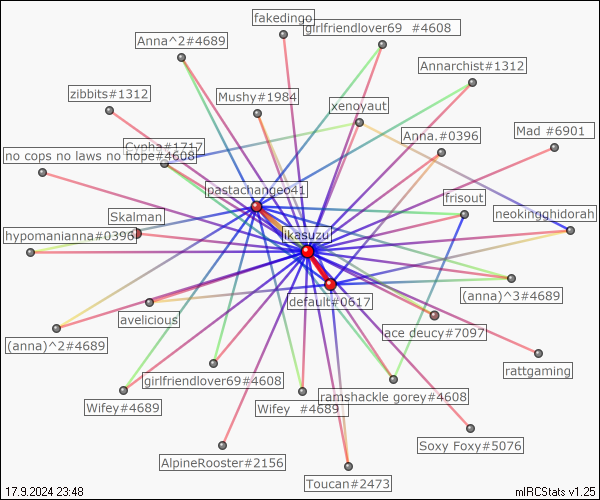 fakedingo
girlfriendlover69 #4608
Anna^2#4689
Annarchist#1312
zibbits#1312
Mushy#1984
xenoyaut
Anna.#0396
Mad #6901
Cypha#1717
no cops no laws no hope#4608
pastachangeo41
frisout
neokingghidorah
Skalman
ikasuzu
hypomanianna#0396
default#0617
(anna)^3#4689
avelicious
ace deucy#7097
(anna)^2#4689
rattgaming
girlfriendlover69#4608
ramshackle gorey#4608
Wifey#4689
Wifey #4689
Soxy Foxy#5076
AlpineRooster#2156
Toucan#2473
17.9.2024 23:48
mIRCStats v1.25